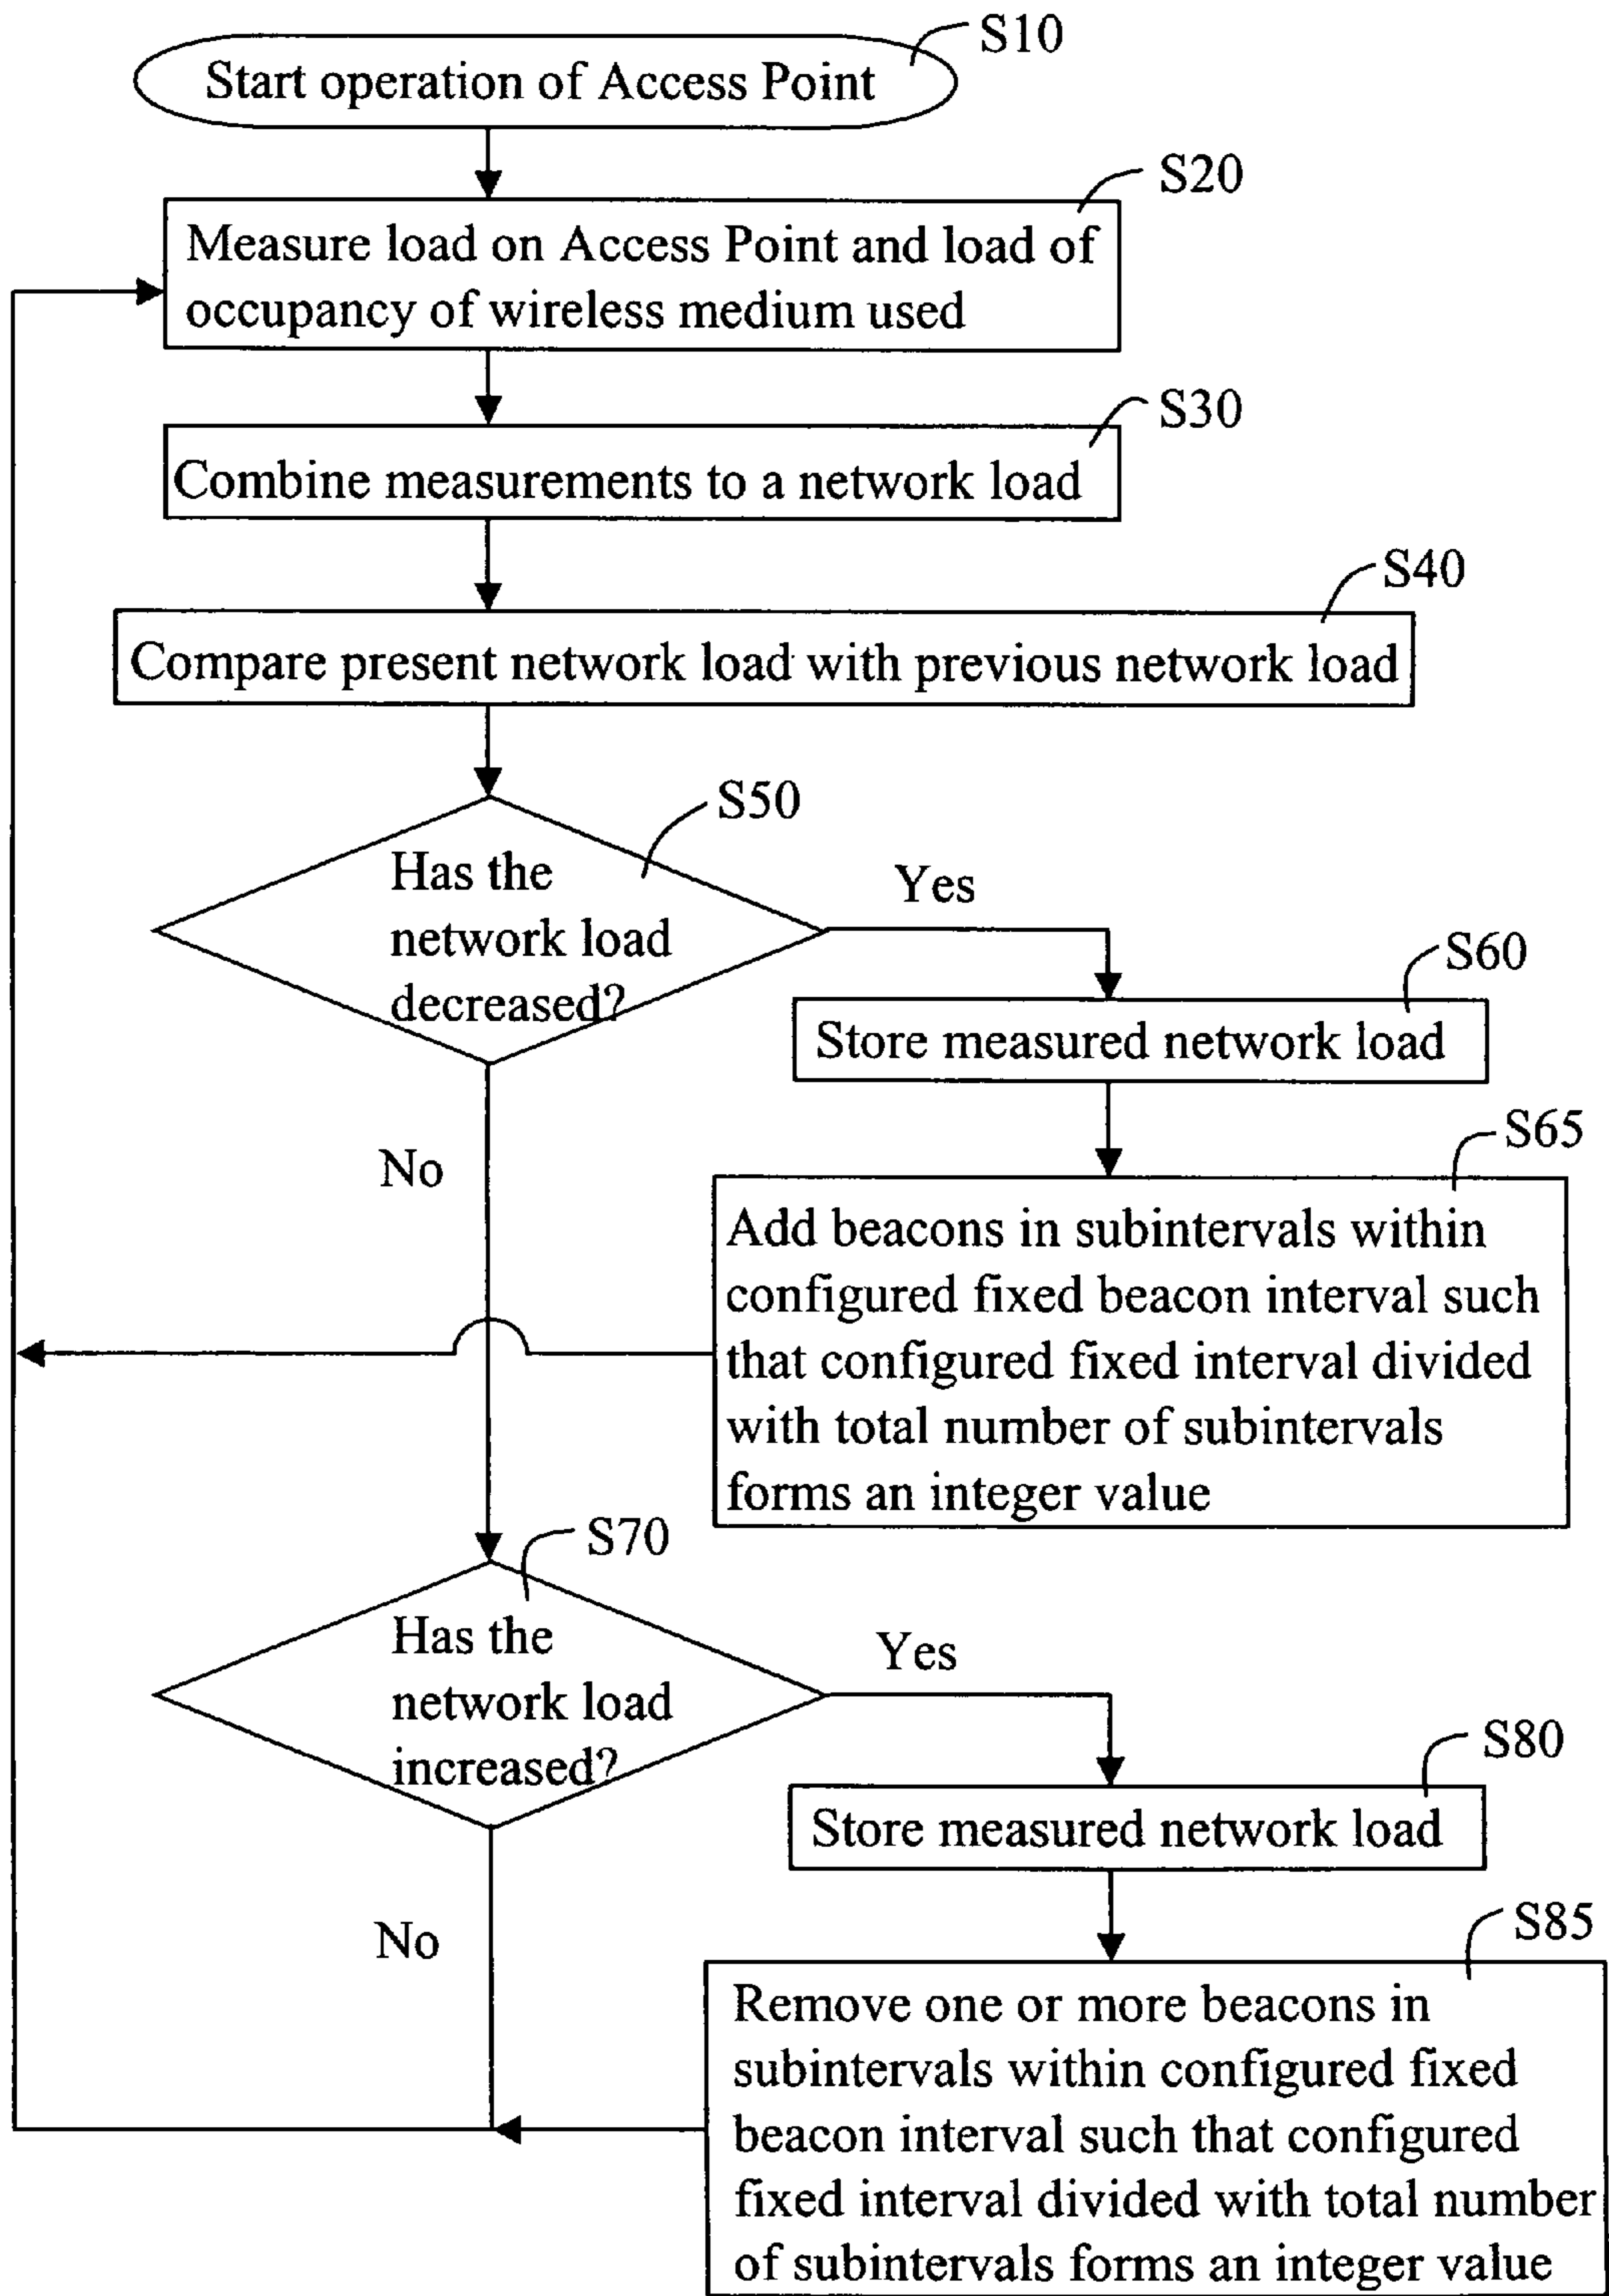 S10
Start operation of Access Point
S20
Measure load on Access Point and load of
occupancy of wireless medium used
S30
Combine measurements to a network load
S40
Compare present network load with previous network load
S50
Has the
network load
decreased?
Yes
S60
Store measured network load
No
S65
Add beacons in subintervals within
configured fixed beacon interval such
that configured fixed interval divided
with total number of subintervals
forms an integer value
S70
Has the
network load
increased?
Yes
S80
Store measured network load
No
S85
Remove one or more beacons in
subintervals within configured fixed
beacon interval such that configured
fixed interval divided with total number
of subintervals forms an integer value